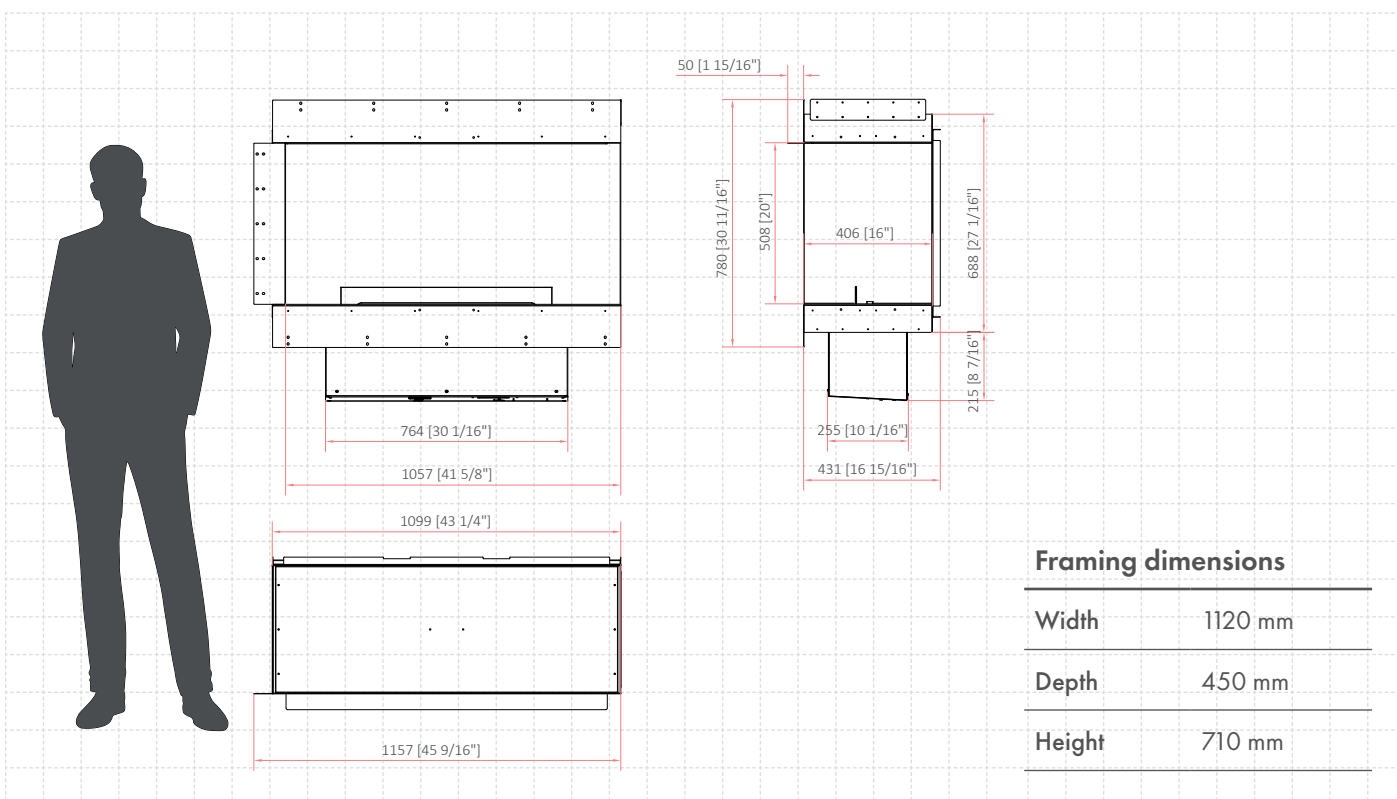 50 [1 15/16"]
780 [30 11/16"]
508 [20"]
406 [16"]
688 [27 1/16"]
215 [8 7/16"]
764 [30 1/16"]
255 [10 1/16"]
1057 [41 5/8"]
431 [16 15/16"]
1099 [43 1/4"]
1157 [45 9/16"]
Framing dimensions
Width 1120 mm
Depth 450 mm
Height 710 mm